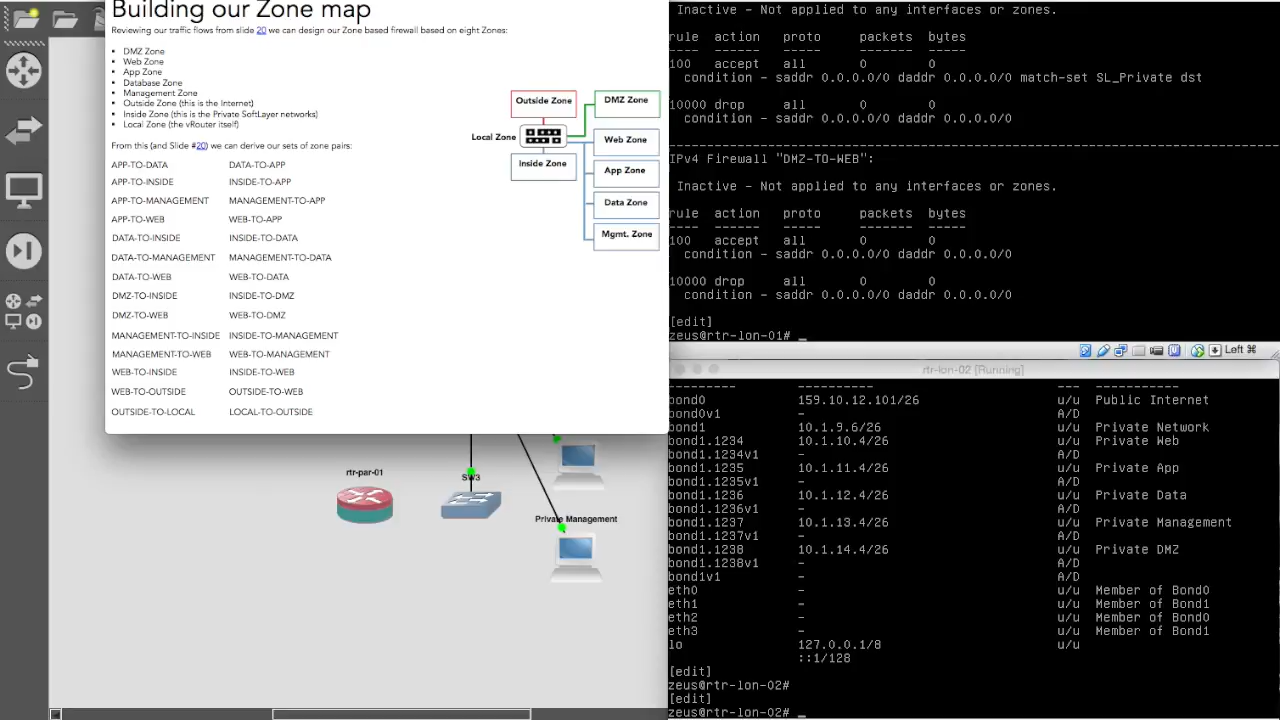 Building our Zone map
Reviewing our traffic flows from slide 20 we can design our Zone based firewall based on eight Zones:
▪ DMZ Zone
▪ Web Zone
▪ App Zone
▪ Database Zone
▪ Management Zone
▪ Outside Zone (this is the Internet)
▪ Inside Zone (this is the Private SoftLayer networks)
▪ Local Zone (the vRouter itself)
From this (and Slide #20) we can derive our sets of zone pairs:
APP-TO-DATA DATA-TO-APP
APP-TO-INSIDE INSIDE-TO-APP
APP-TO-MANAGEMENT MANAGEMENT-TO-APP
APP-TO-WEB WEB-TO-APP
DATA-TO-INSIDE INSIDE-TO-DATA
DATA-TO-MANAGEMENT MANAGEMENT-TO-DATA
DATA-TO-WEB WEB-TO-DATA
DMZ-TO-INSIDE INSIDE-TO-DMZ
DMZ-TO-WEB WEB-TO-DMZ
MANAGEMENT-TO-INSIDE INSIDE-TO-MANAGEMENT
MANAGEMENT-TO-WEB WEB-TO-MANAGEMENT
WEB-TO-INSIDE INSIDE-TO-WEB
WEB-TO-OUTSIDE OUTSIDE-TO-WEB
OUTSIDE-TO-LOCAL LOCAL-TO-OUTSIDE
Outside Zone
DMZ Zone
Local Zone
Web Zone
Inside Zone
App Zone
Data Zone
Mgmt. Zone
rtr-par-01
SW3
Private Management
Inactive - Not applied to any interfaces or zones.
rule action proto packets bytes
---- ------ ----- ------- -----
100 accept all 0 0
condition - saddr 0.0.0.0/0 daddr 0.0.0.0/0 match-set SL_Private dst
10000 drop all 0 0
condition - saddr 0.0.0.0/0 daddr 0.0.0.0/0
IPv4 Firewall "DMZ-TO-WEB":
Inactive - Not applied to any interfaces or zones.
rule action proto packets bytes
---- ------ ----- ------- -----
100 accept all 0 0
condition - saddr 0.0.0.0/0 daddr 0.0.0.0/0
10000 drop all 0 0
condition - saddr 0.0.0.0/0 daddr 0.0.0.0/0
[edit]
zeus@rtr-lon-01# _
Left ⌘
rtr-lon-02 [Running]
bond0 159.10.12.101/26 u/u Public Internet
bond0v1 - A/D
bond1 10.1.9.6/26 u/u Private Network
bond1.1234 10.1.10.4/26 u/u Private Web
bond1.1234v1 - A/D
bond1.1235 10.1.11.4/26 u/u Private App
bond1.1235v1 - A/D
bond1.1236 10.1.12.4/26 u/u Private Data
bond1.1236v1 - A/D
bond1.1237 10.1.13.4/26 u/u Private Management
bond1.1237v1 - A/D
bond1.1238 10.1.14.4/26 u/u Private DMZ
bond1.1238v1 - A/D
bond1v1 - A/D
eth0 - u/u Member of Bond0
eth1 - u/u Member of Bond1
eth2 - u/u Member of Bond0
eth3 - u/u Member of Bond1
lo 127.0.0.1/8 u/u
::1/128
[edit]
zeus@rtr-lon-02#
[edit]
zeus@rtr-lon-02# _